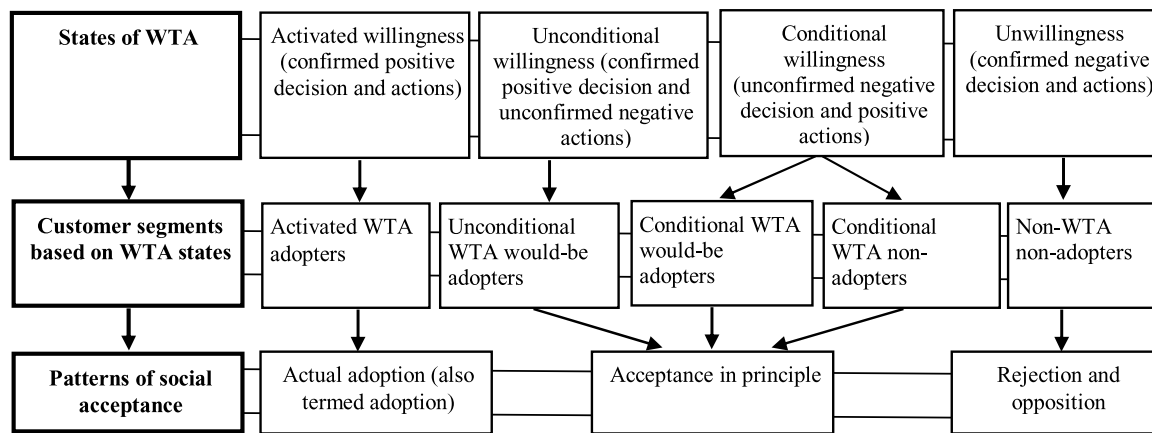 States of WTA
Activated willingness
(confirmed positive
decision and actions)
Unconditional
willingness (confirmed
positive decision and
unconfirmed negative
actions)
Conditional
willingness
(unconfirmed negative
decision and positive
actions)
Unwillingness
(confirmed negative
decision and actions)
Customer segments
based on WTA states
Activated WTA
adopters
Unconditional
WTA would-be
adopters
Conditional WTA
would-be
adopters
Conditional
WTA non-
adopters
Non-WTA
non-adopters
Patterns of social
acceptance
Actual adoption (also
termed adoption)
Acceptance in principle
Rejection and
opposition